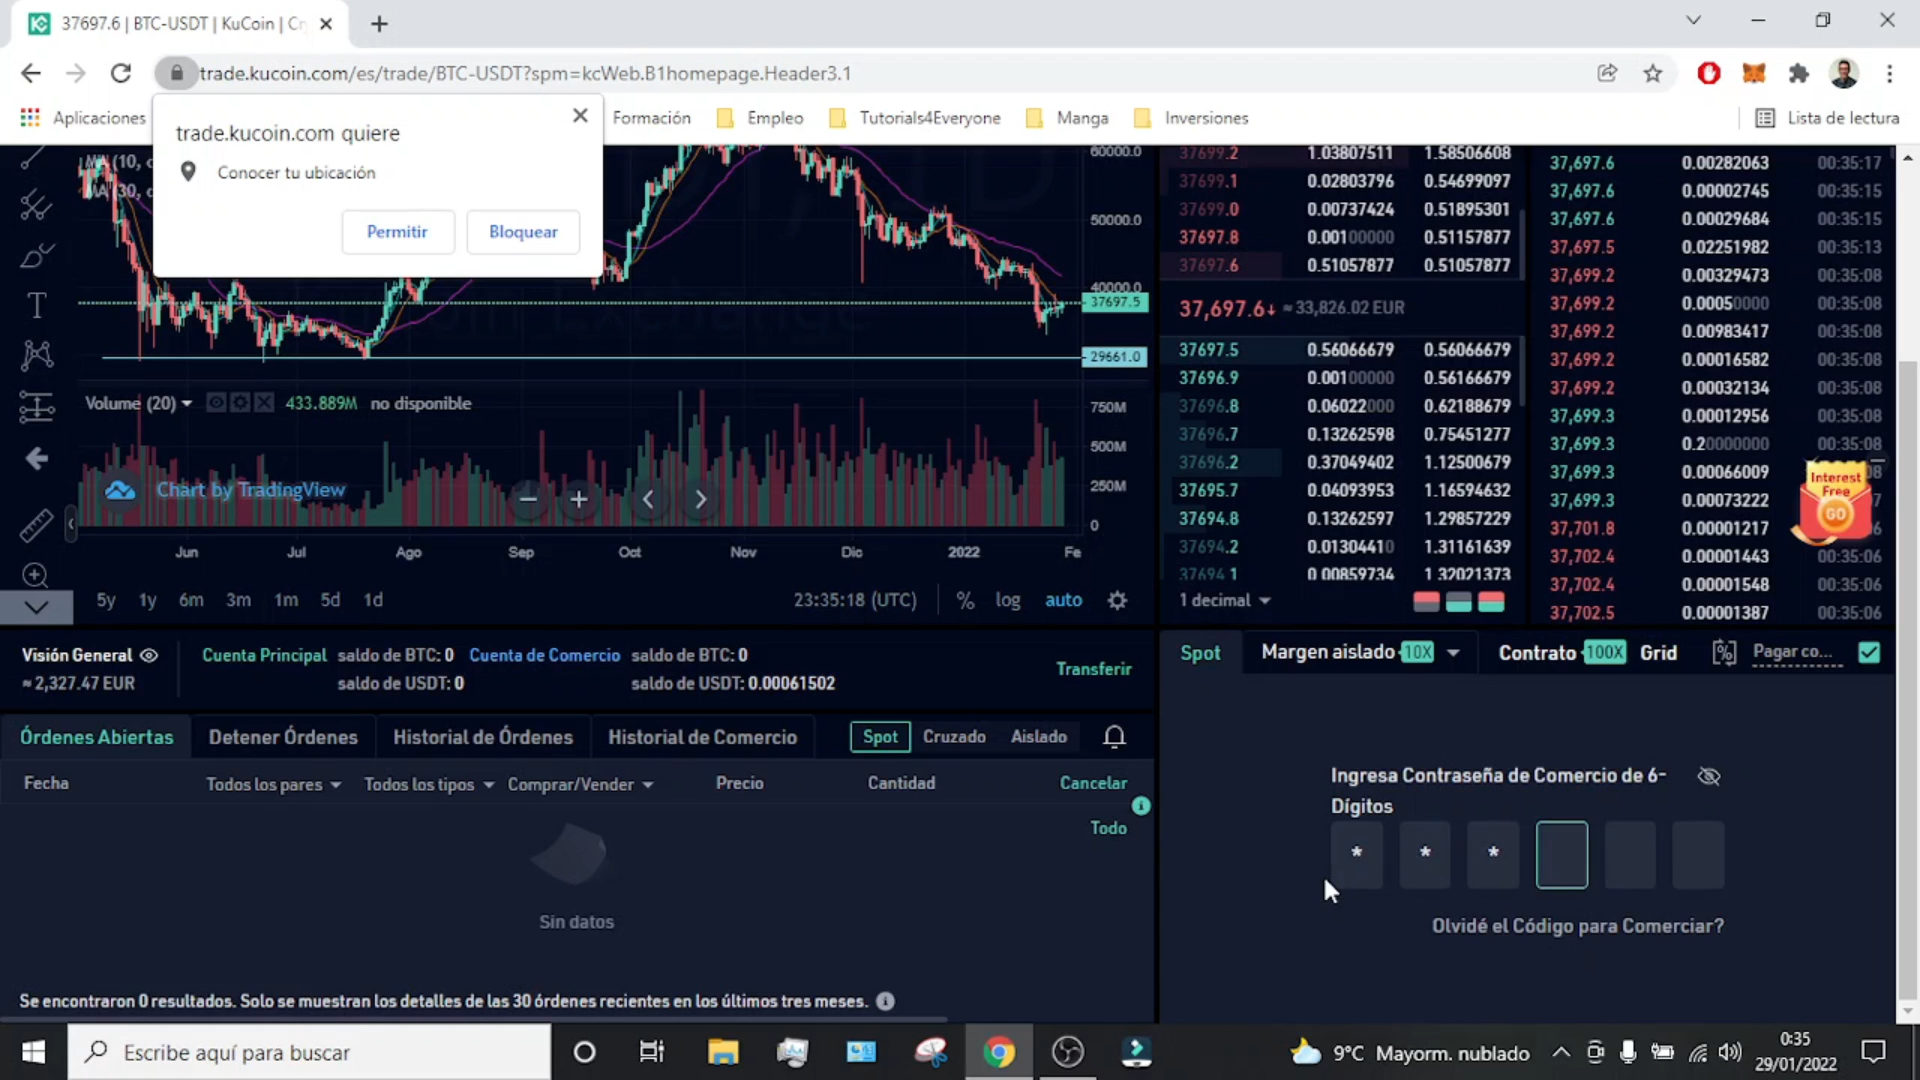 37697.6 | BTC-USDT | KuCoin | Cr
trade.kucoin.com/es/trade/BTC-USDT?spm=kcWeb.B1homepage.Header3.1
Aplicaciones
Formación
Empleo
Tutorials4Everyone
Manga
Inversiones
Lista de lectura
trade.kucoin.com quiere
Conocer tu ubicación
Permitir
Bloquear
60000.0
50000.0
40000.0
37697.5
29661.0
Volume (20) 433.889M no disponible
750M
500M
250M
0
Chart by TradingView
Jun Jul Ago Sep Oct Nov Dic 2022 Fe
5y 1y 6m 3m 1m 5d 1d
23:35:18 (UTC) % log auto
37699.2 1.03807511 1.58506608
37699.1 0.02803796 0.54699097
37699.0 0.00737424 0.51895301
37697.8 0.00100000 0.51157877
37697.6 0.51057877 0.51057877
37,697.6↓ ≈33,826.02 EUR
37697.5 0.56066679 0.56066679
37696.9 0.00100000 0.56166679
37696.8 0.06022000 0.62188679
37696.7 0.13262598 0.75451277
37696.2 0.37049402 1.12500679
37695.7 0.04093953 1.16594632
37694.8 0.13262597 1.29857229
37694.2 0.01304410 1.31161639
37694.1 0.00859734 1.32021373
1 decimal
37,697.6 0.00282063 00:35:17
37,697.6 0.00002745 00:35:15
37,697.6 0.00029684 00:35:15
37,697.5 0.02251982 00:35:13
37,699.2 0.00329473 00:35:08
37,699.2 0.00050000 00:35:08
37,699.2 0.00983417 00:35:08
37,699.2 0.00016582 00:35:08
37,699.2 0.00032134 00:35:08
37,699.3 0.00012956 00:35:08
37,699.3 0.20000000 00:35:08
37,699.3 0.00066009
37,699.3 0.00073222
37,701.8 0.00001217
37,702.4 0.00001443 00:35:06
37,702.4 0.00001548 00:35:06
37,702.5 0.00001387 00:35:06
Interest
Free
GO
Visión General
≈ 2,327.47 EUR
Cuenta Principal saldo de BTC: 0
saldo de USDT: 0
Cuenta de Comercio saldo de BTC: 0
saldo de USDT: 0.00061502
Transferir
Spot Margen aislado 10X Contrato 100X Grid Pagar co...
Órdenes Abiertas Detener Órdenes Historial de Órdenes Historial de Comercio
Spot Cruzado Aislado
Fecha Todos los pares Todos los tipos Comprar/Vender Precio Cantidad Cancelar
Todo
Sin datos
Se encontraron 0 resultados. Solo se muestran los detalles de las 30 órdenes recientes en los últimos tres meses.
Ingresa Contraseña de Comercio de 6-
Dígitos
* * *
Olvidé el Código para Comerciar?
Escribe aquí para buscar
9°C Mayorm. nublado
0:35
29/01/2022